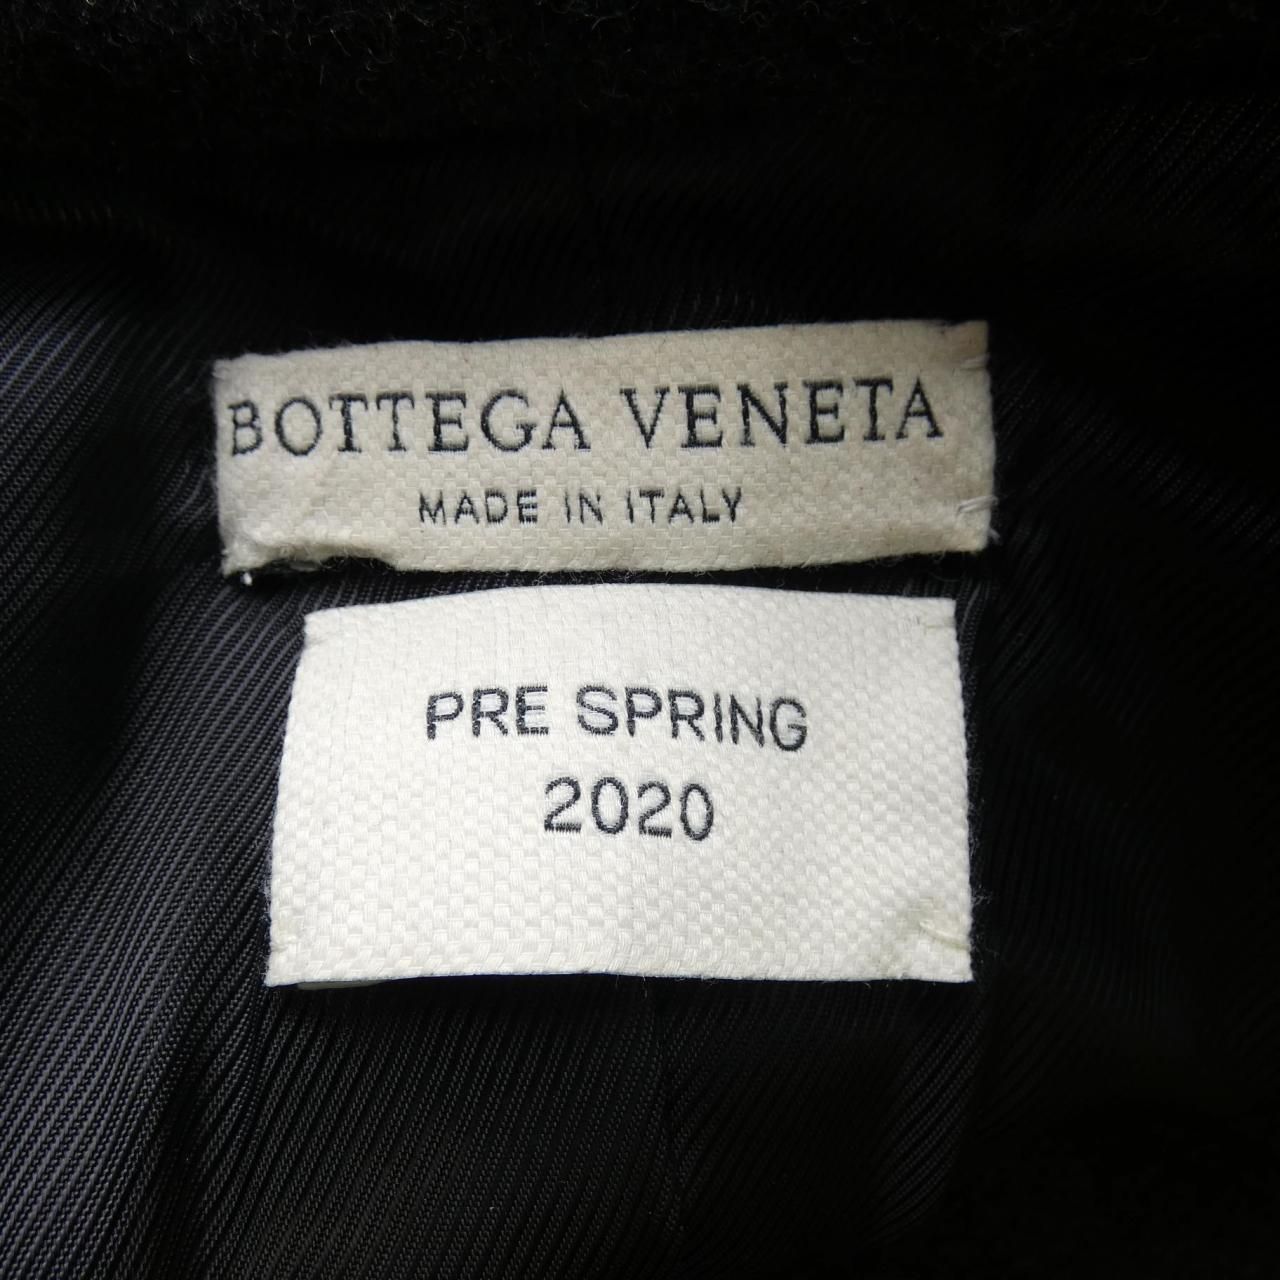 BOTTEGA VENETA
MADE IN ITALY
PRE SPRING
2020